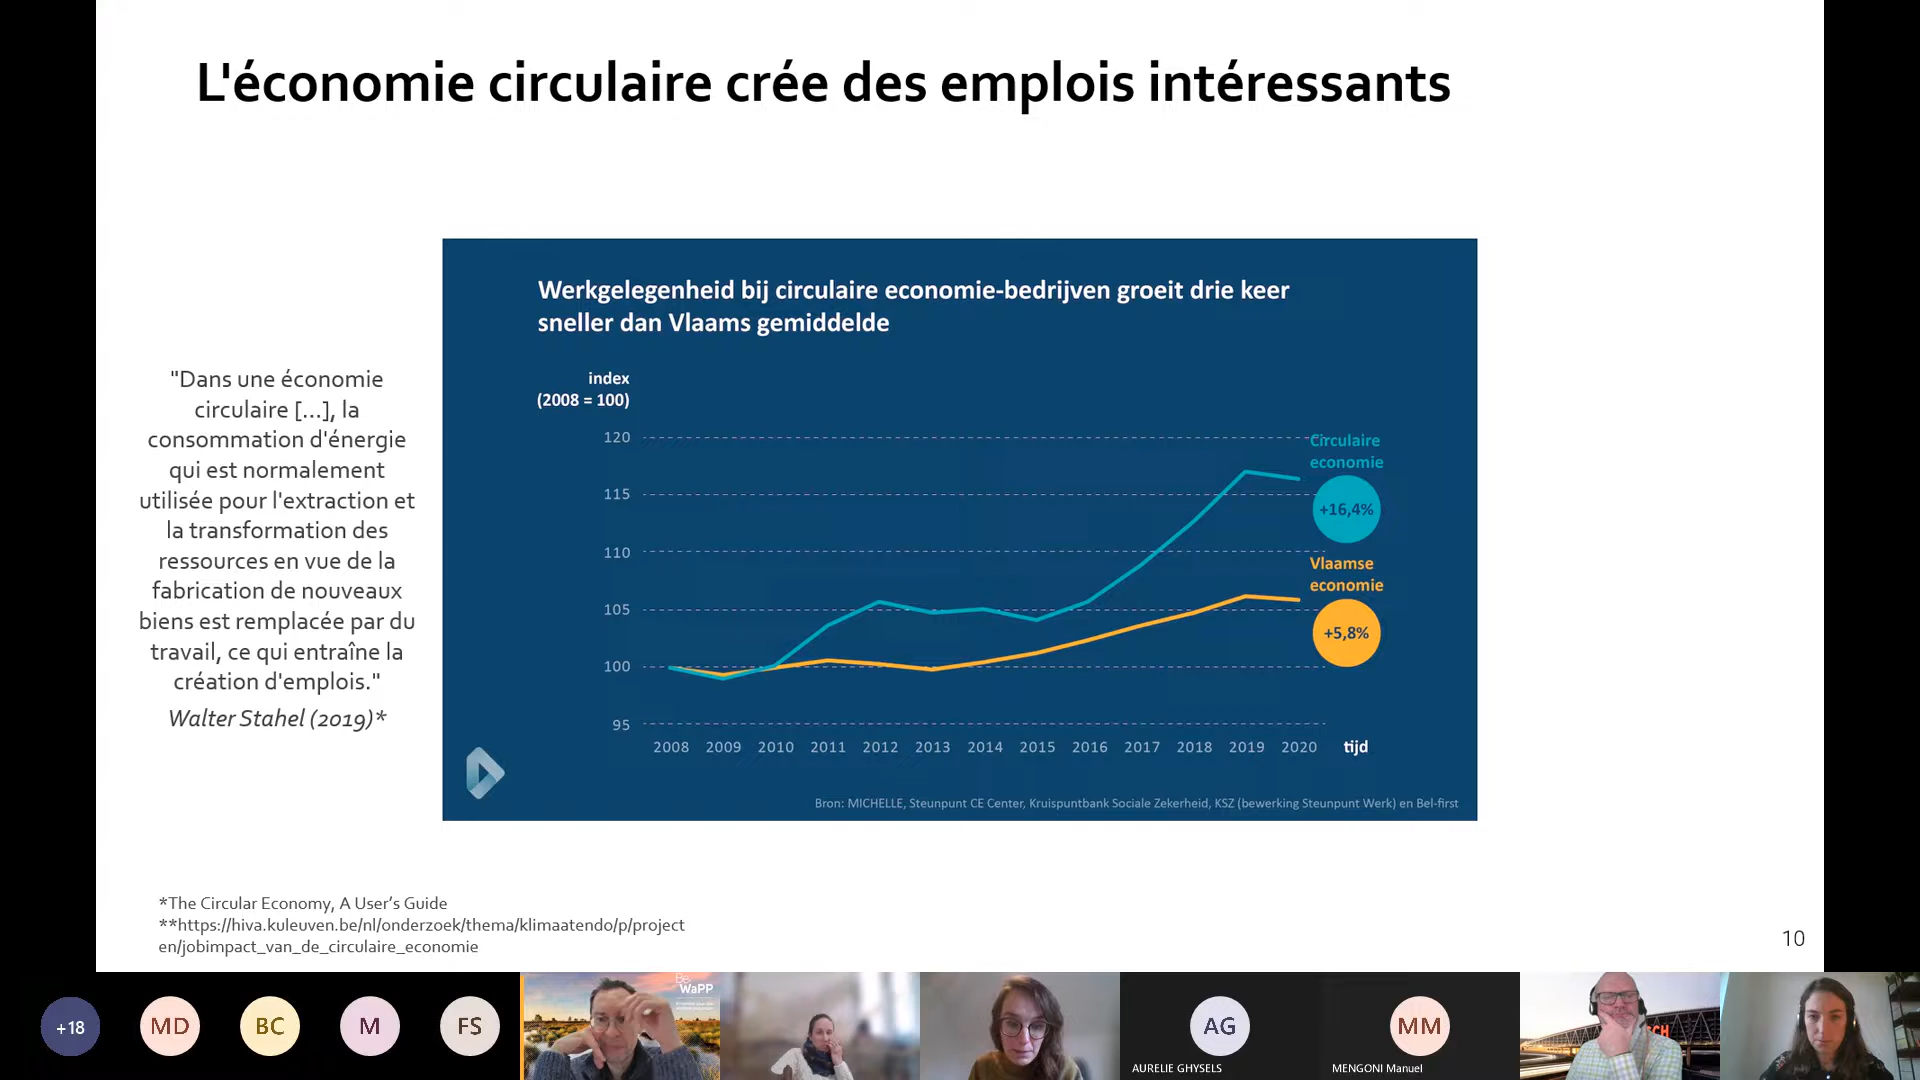 L'économie circulaire crée des emplois intéressants
"Dans une économie
circulaire [...], la
consommation d'énergie
qui est normalement
utilisée pour l'extraction et
la transformation des
ressources en vue de la
fabrication de nouveaux
biens est remplacée par du
travail, ce qui entraîne la
création d'emplois."
Walter Stahel (2019)*
Werkgelegenheid bij circulaire economie-bedrijven groeit drie keer
sneller dan Vlaams gemiddelde
index
(2008 = 100)
120
115
110
105
100
95
Circulaire
economie
+16,4%
Vlaamse
economie
+5,8%
2008 2009 2010 2011 2012 2013 2014 2015 2016 2017 2018 2019 2020 tijd
Bron: MICHELLE, Steunpunt CE Center, Kruispuntbank Sociale Zekerheid, KSZ (bewerking Steunpunt Werk) en Bel-first
*The Circular Economy, A User’s Guide
**https://hiva.kuleuven.be/nl/onderzoek/thema/klimaatendo/p/project
en/jobimpact_van_de_circulaire_economie
10
+18
MD
BC
M
FS
Be
WaPP
AG
AURELIE GHYSELS
MM
MENGONI Manuel